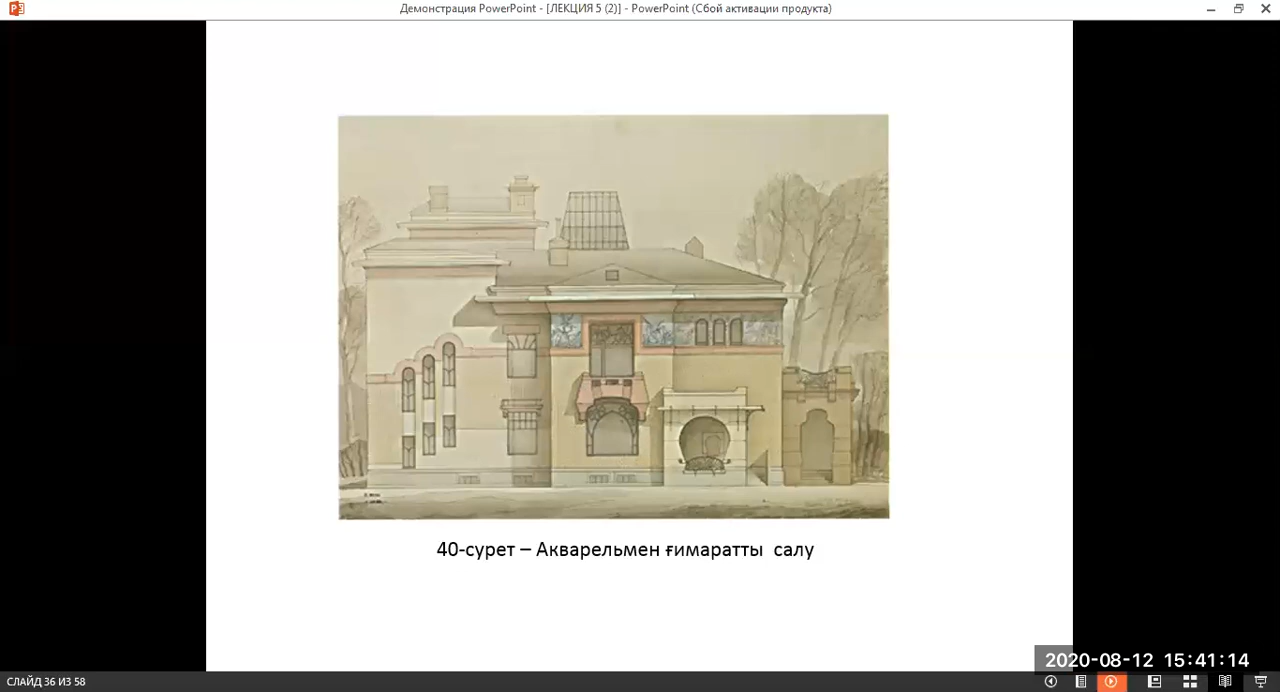 Демонстрация PowerPoint - [ЛЕКЦИЯ 5 (2)] - PowerPoint (Сбой активации продукта)
40-сурет – Акварельмен ғимаратты салу
2020-08-12 15:41:14
СЛАЙД 36 ИЗ 58